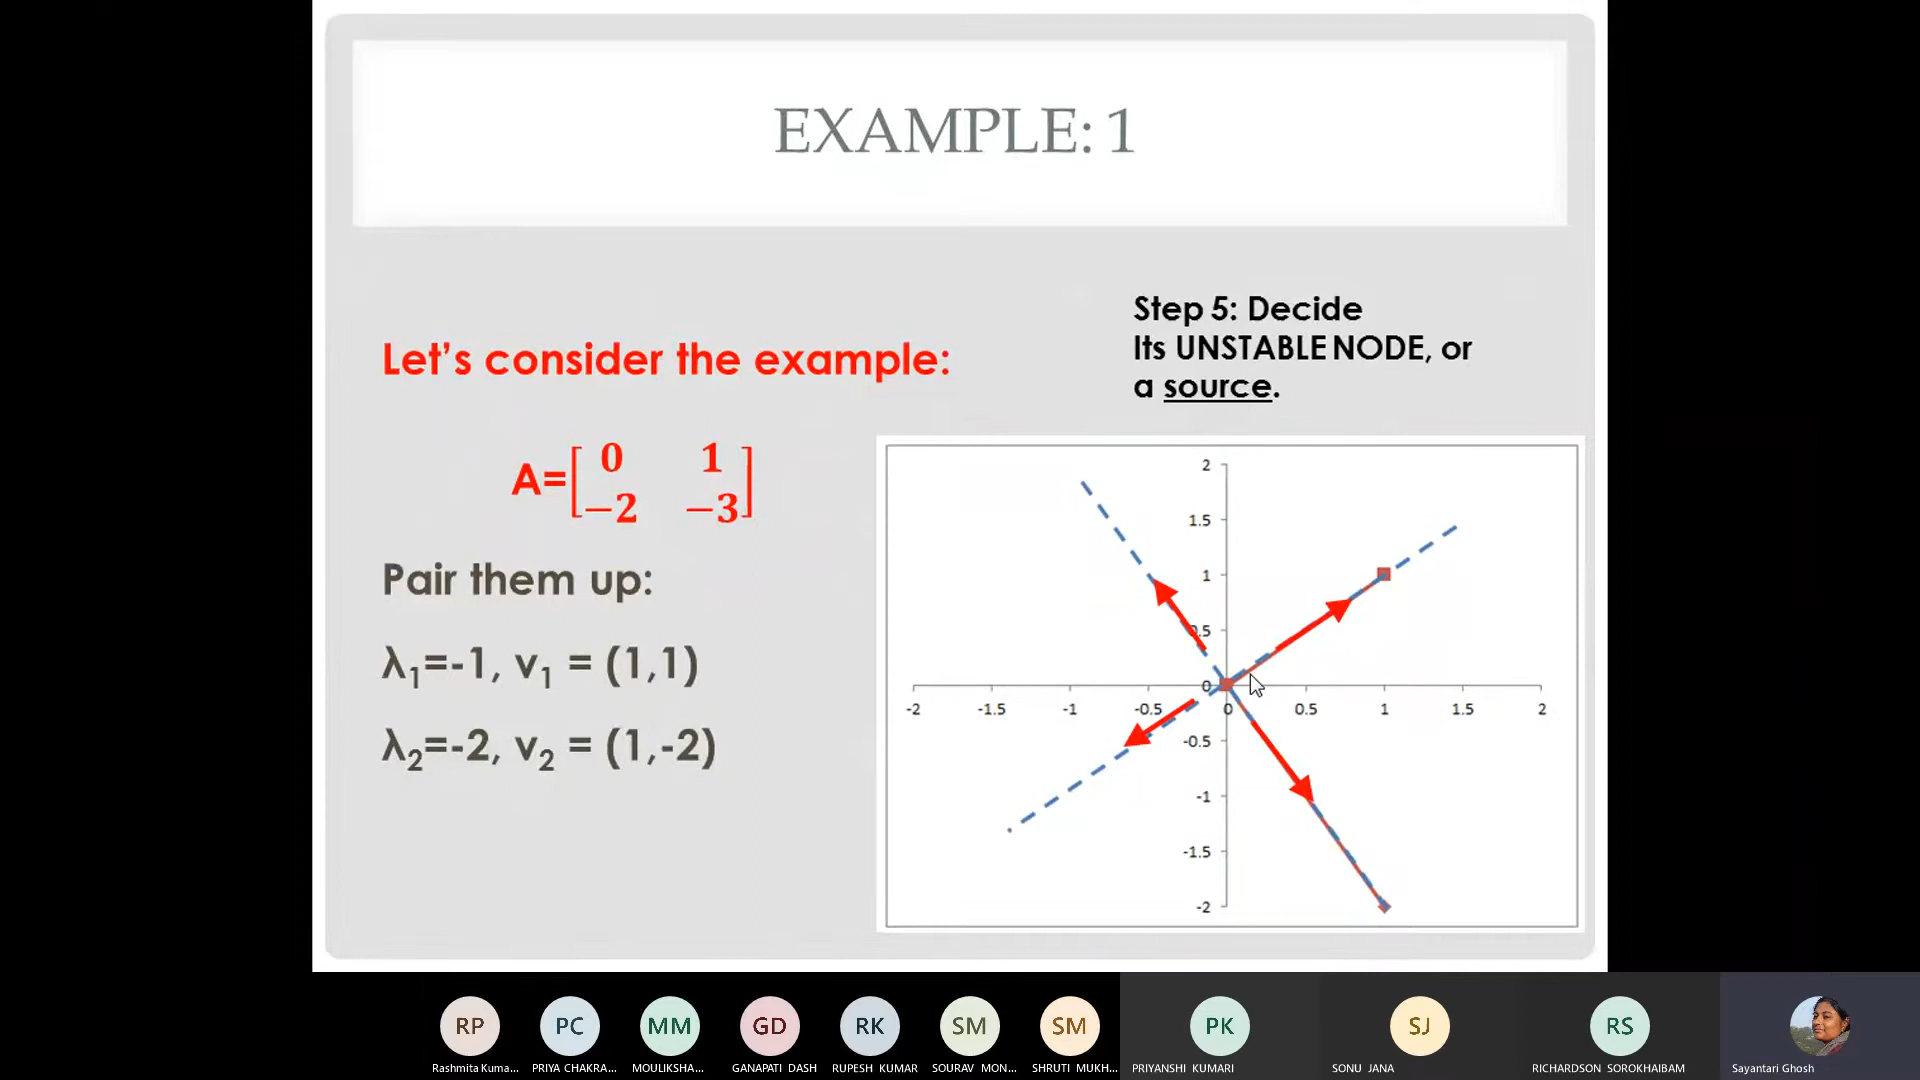 EXAMPLE: 1
Step 5: Decide
Its UNSTABLE NODE, or
a source.
Let's consider the example:
A=[0 1
−2 −3]
Pair them up:
λ₁=-1, v₁ = (1,1)
λ₂=-2, v₂ = (1,-2)
2
1.5
1
0.5
0
-2 -1.5 -1 -0.5 0 0.5 1 1.5 2
-0.5
-1
-1.5
-2
RP PC MM GD RK SM SM PK SJ RS
Rashmita Kuma... PRIYA CHAKRA... MOULIKSHA... GANAPATI DASH RUPESH KUMAR SOURAV MON... SHRUTI MUKH... PRIYANSHI KUMARI SONU JANA RICHARDSON SOROKHAIBAM Sayantari Ghosh